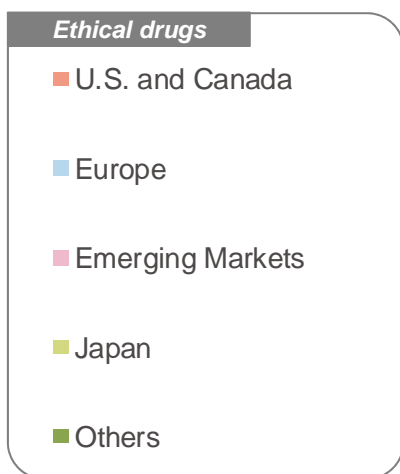 Ethical drugs
U.S. and Canada
Europe
Emerging Markets
Japan
Others